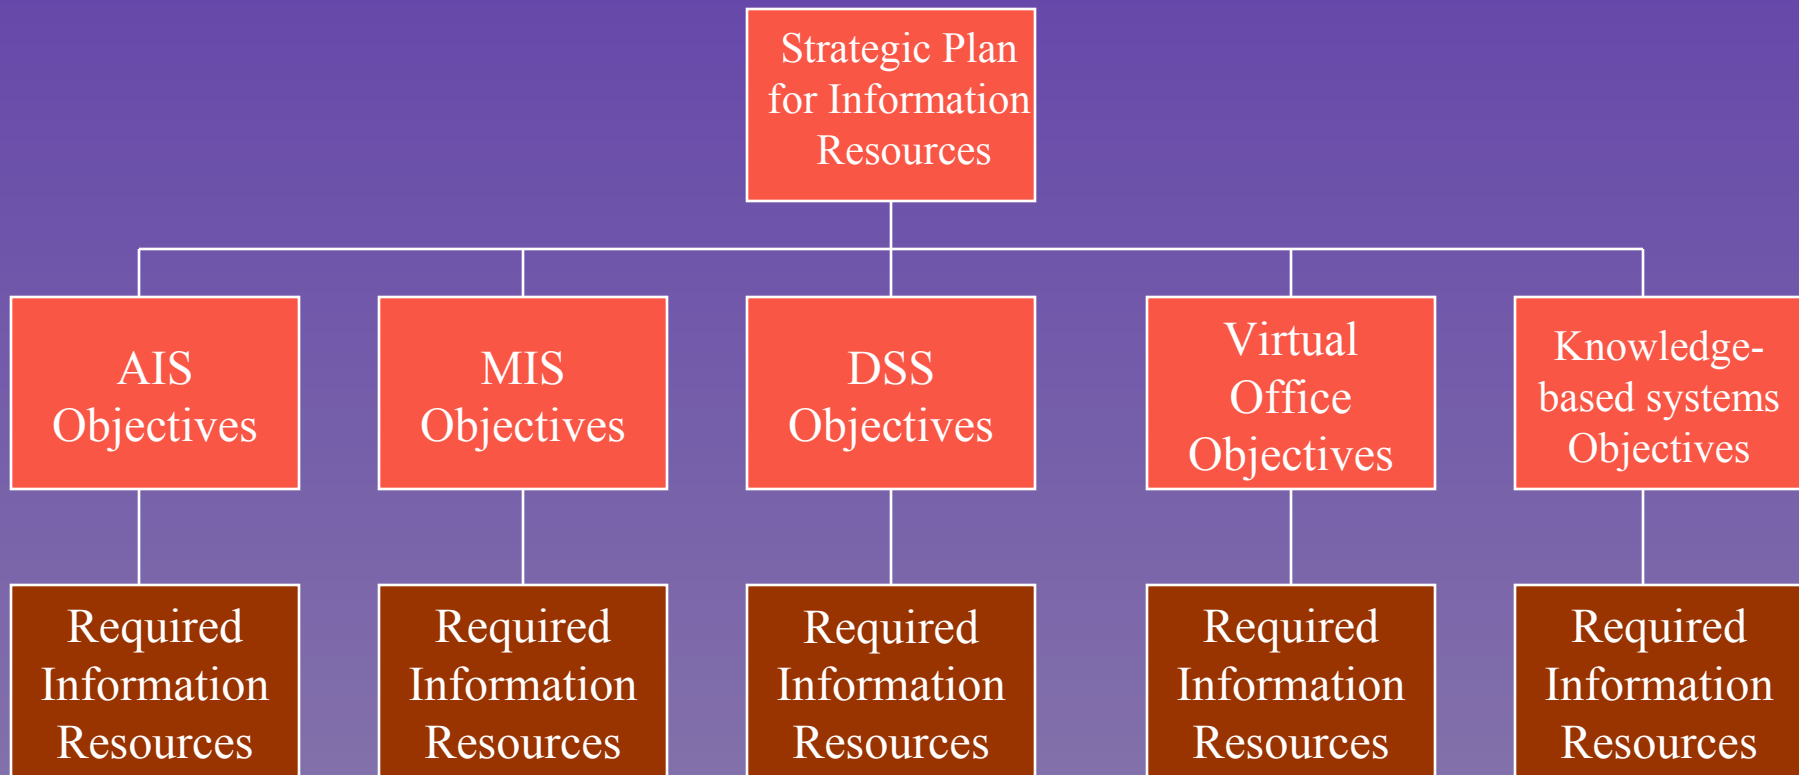 Strategic Plan
for Information
Resources
AIS
Objectives
MIS
Objectives
DSS
Objectives
Virtual
Office
Objectives
Knowledge-
based systems
Objectives
Required
Information
Resources
Required
Information
Resources
Required
Information
Resources
Required
Information
Resources
Required
Information
Resources